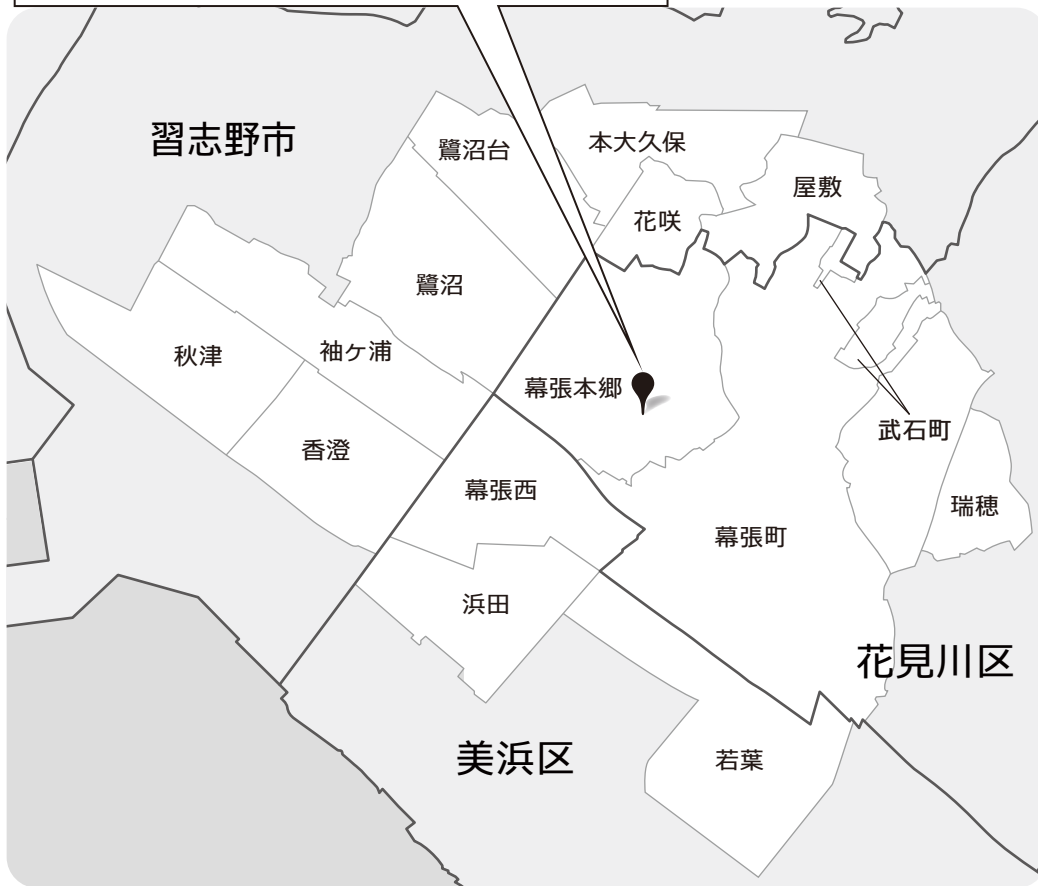 習志野市
鷺沼台
本大久保
屋敷
花咲
鷺沼
秋津
袖ケ浦
幕張本郷
香澄
武石町
幕張西
瑞穂
幕張町
浜田
花見川区
美浜区
若葉